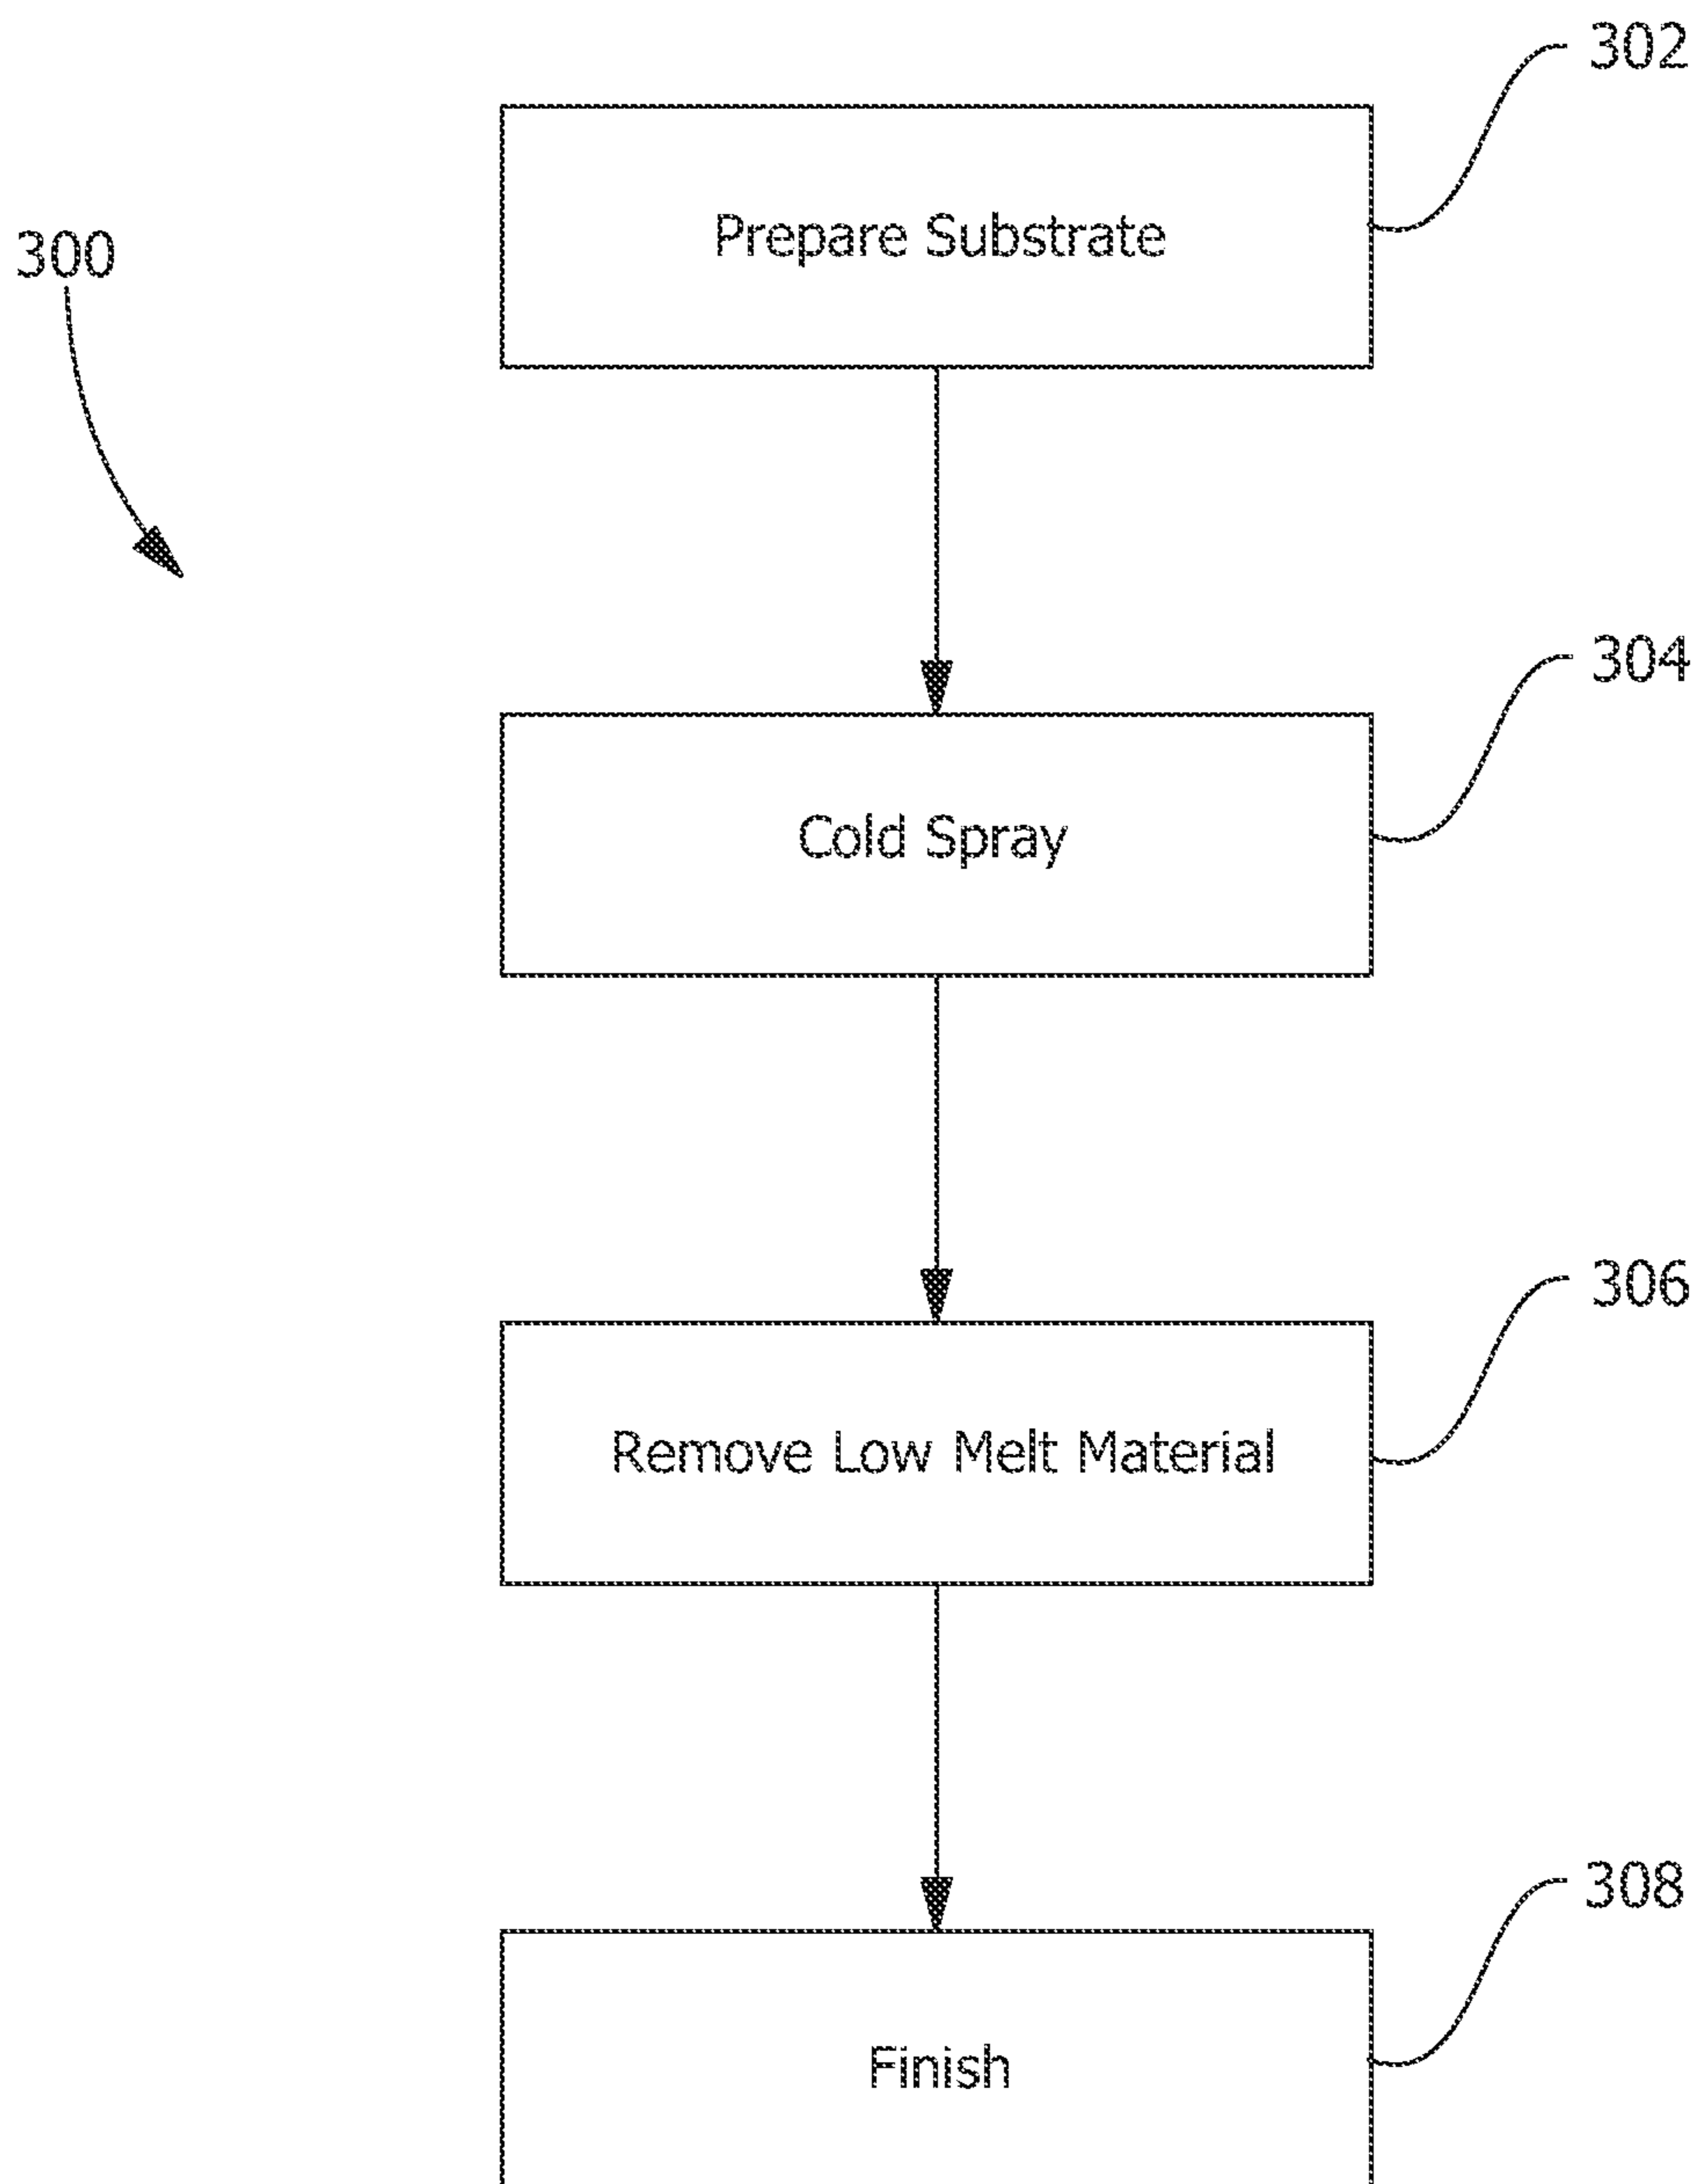 302
Prepare Substrate
300
304
Cold Spray
306
Remove Low Melt Material
308
Finish